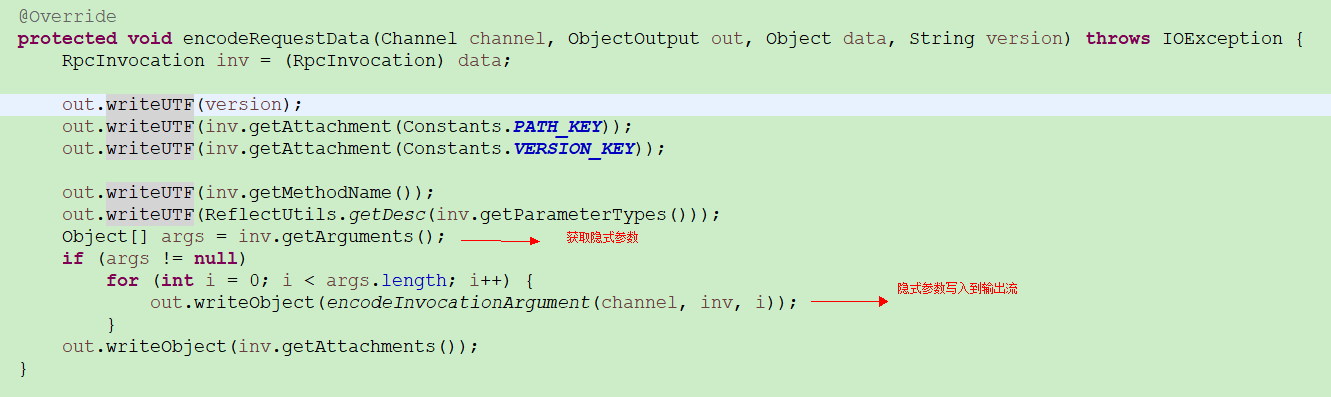 @Override
protected void encodeRequestData(Channel channel, ObjectOutput out, Object data, String version) throws IOException {
RpcInvocation inv = (RpcInvocation) data;
out.writeUTF(version);
out.writeUTF(inv.getAttachment(Constants.PATH_KEY));
out.writeUTF(inv.getAttachment(Constants.VERSION_KEY));
out.writeUTF(inv.getMethodName());
out.writeUTF(ReflectUtils.getDesc(inv.getParameterTypes()));
Object[] args = inv.getArguments(); 获取隐式参数
if (args != null)
for (int i = 0; i < args.length; i++) {
out.writeObject(encodeInvocationArgument(channel, inv, i)); 隐式参数写入到输出流
}
out.writeObject(inv.getAttachments());
}